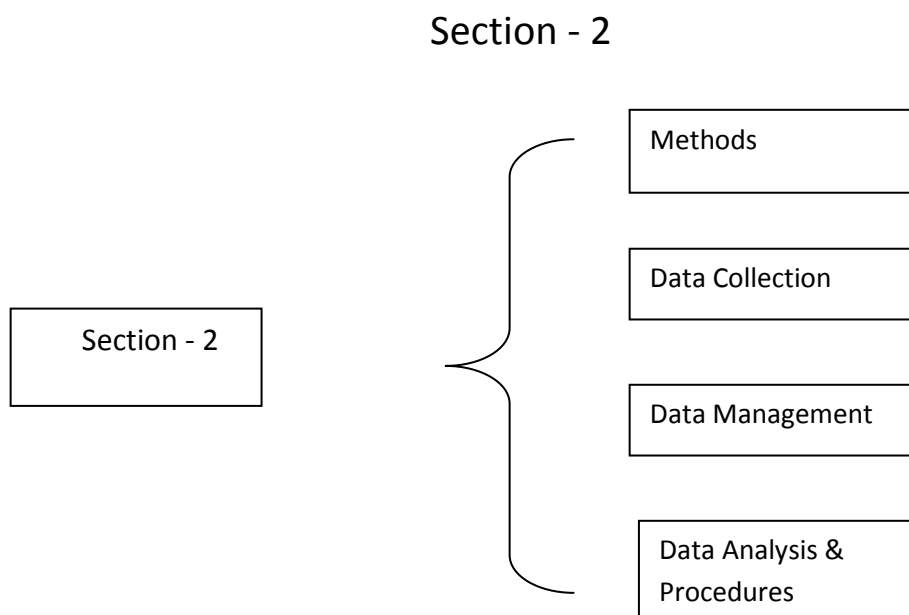 Section - 2
Methods
Data Collection
Section - 2
Data Management
Data Analysis &
Procedures